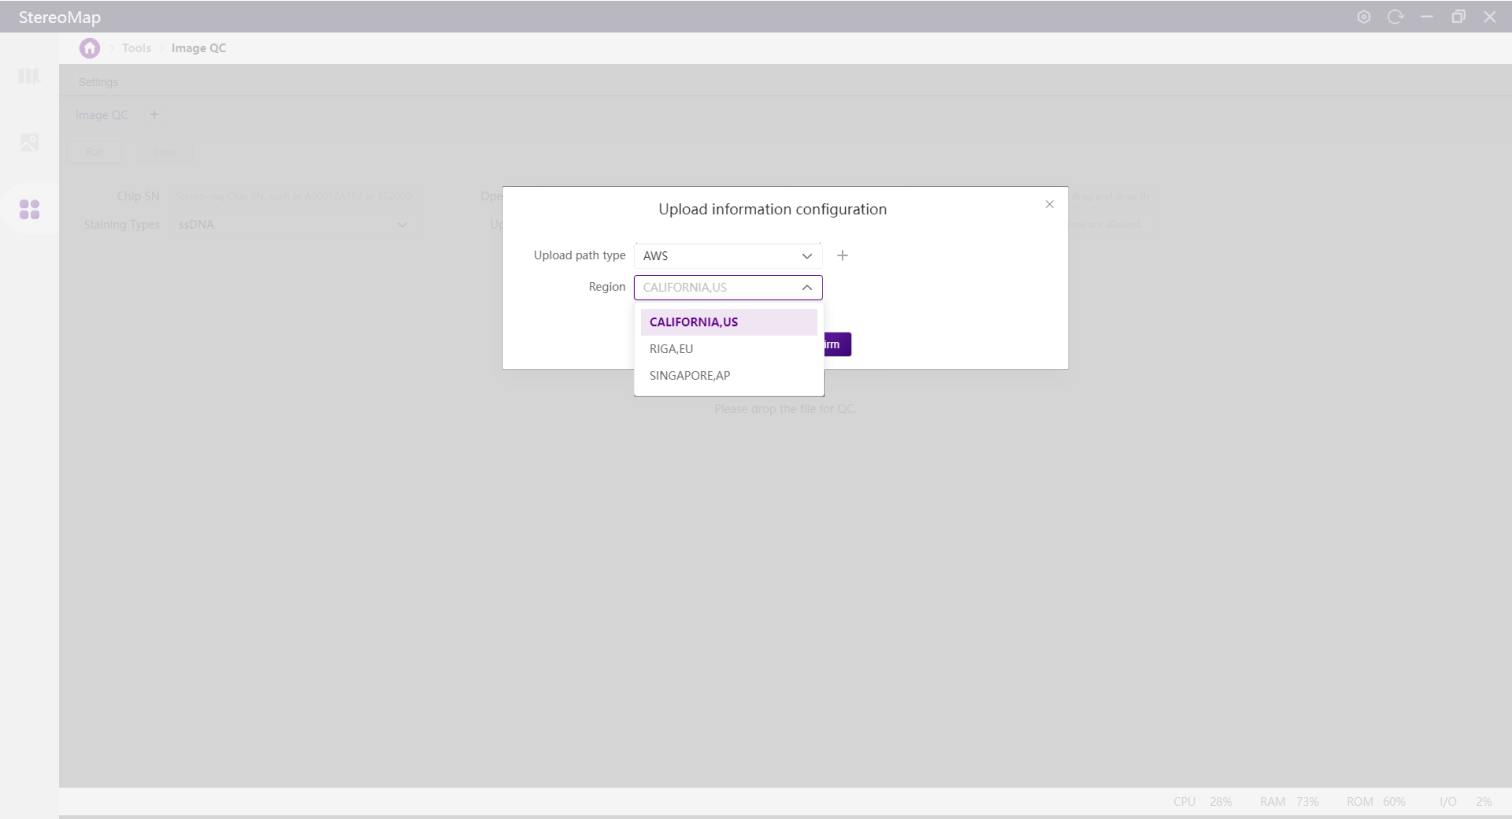 StereoMap
Tools Image QC
Settings
Image QC +
Run
Chip SN
Staining Types ssDNA
Upload information configuration
Upload path type AWS +
Region CALIFORNIA,US
CALIFORNIA,US
RIGA,EU
SINGAPORE,AP
Please drop the file for QC.
CPU 28% RAM 73% ROM 60% I/O 2%